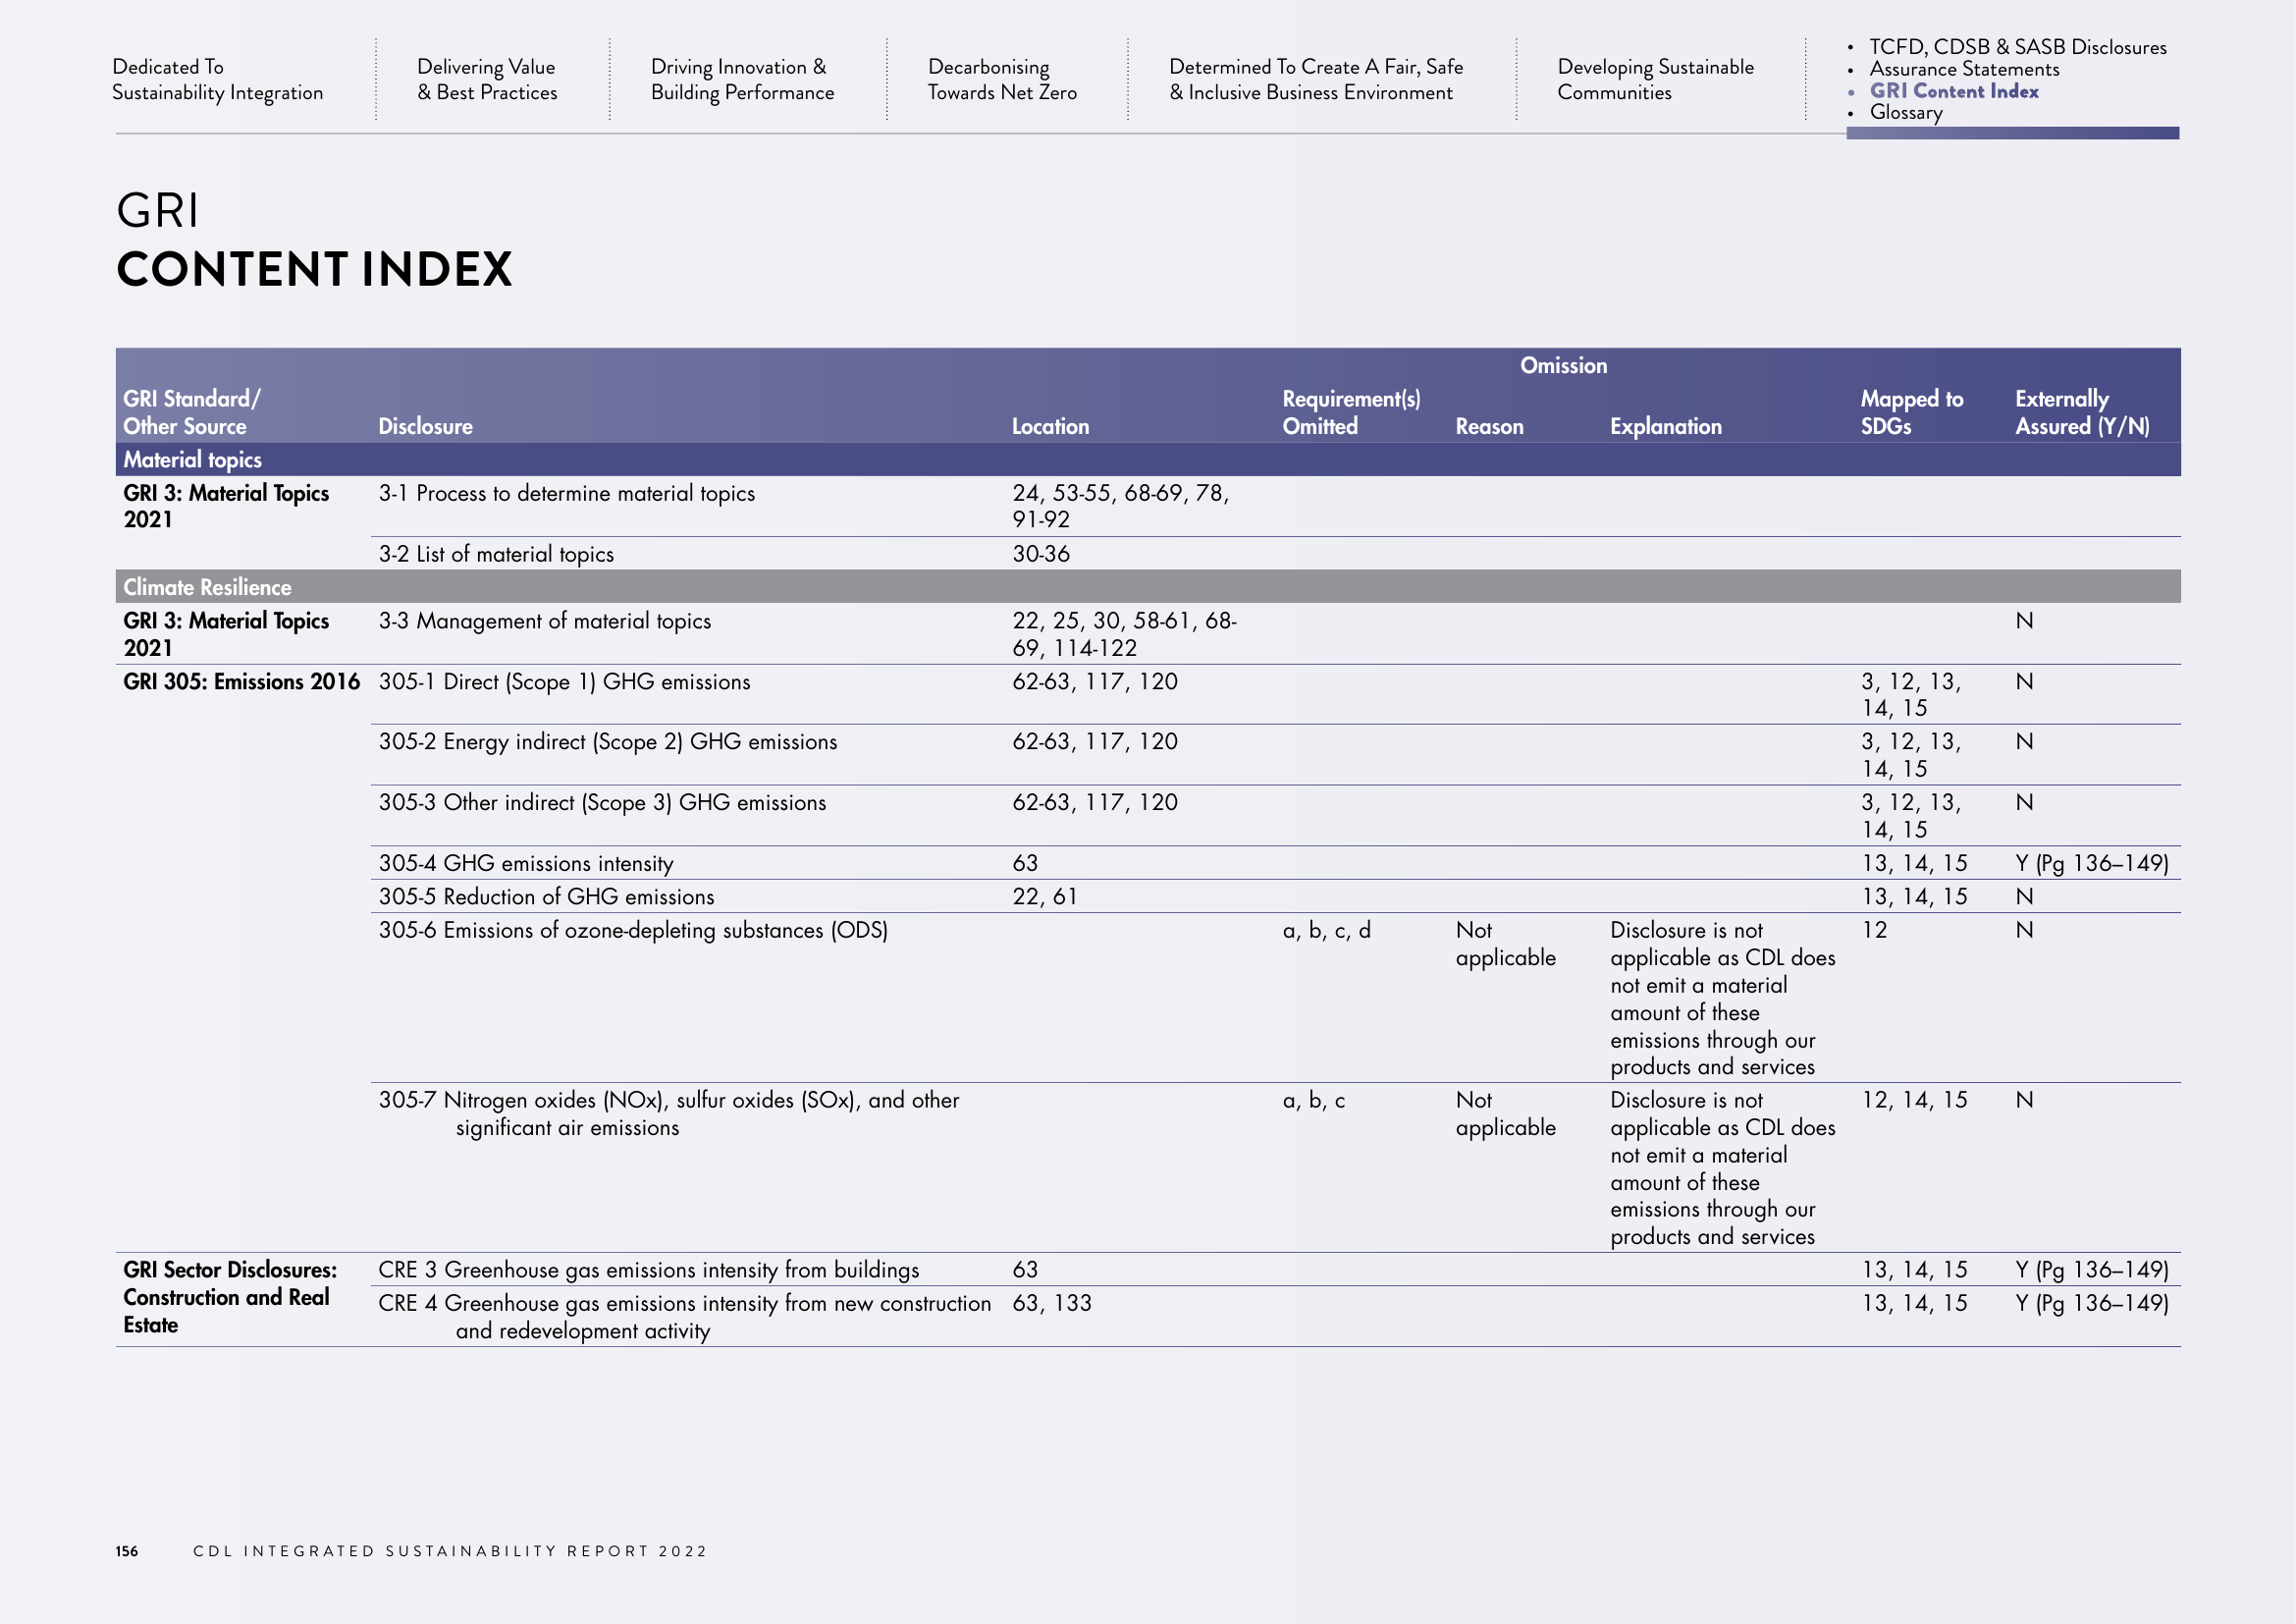 Dedicated To
Sustainability Integration
Delivering Value
& Best Practices
Driving Innovation &
Building Performance
Decarbonising
Towards Net Zero
Determined To Create A Fair, Safe
& Inclusive Business Environment
Developing Sustainable
Communities
• TCFD, CDSB & SASB Disclosures
• Assurance Statements
• GRI Content Index
• Glossary
GRI
CONTENT INDEX
Omission
GRI Standard/
Other Source
Disclosure
Location
Requirement(s)
Omitted
Reason
Explanation
Mapped to
SDGs
Externally
Assured (Y/N)
Material topics
GRI 3: Material Topics
2021
3-1 Process to determine material topics
24, 53-55, 68-69, 78,
91-92
3-2 List of material topics
30-36
Climate Resilience
GRI 3: Material Topics
2021
3-3 Management of material topics
22, 25, 30, 58-61, 68-
69, 114-122
N
GRI 305: Emissions 2016
305-1 Direct (Scope 1) GHG emissions
62-63, 117, 120
3, 12, 13,
14, 15
N
305-2 Energy indirect (Scope 2) GHG emissions
62-63, 117, 120
3, 12, 13,
14, 15
N
305-3 Other indirect (Scope 3) GHG emissions
62-63, 117, 120
3, 12, 13,
14, 15
N
305-4 GHG emissions intensity
63
13, 14, 15
Y (Pg 136–149)
305-5 Reduction of GHG emissions
22, 61
13, 14, 15
N
305-6 Emissions of ozone-depleting substances (ODS)
a, b, c, d
Not
applicable
Disclosure is not
applicable as CDL does
not emit a material
amount of these
emissions through our
products and services
12
N
305-7 Nitrogen oxides (NOx), sulfur oxides (SOx), and other
significant air emissions
a, b, c
Not
applicable
Disclosure is not
applicable as CDL does
not emit a material
amount of these
emissions through our
products and services
12, 14, 15
N
GRI Sector Disclosures:
Construction and Real
Estate
CRE 3 Greenhouse gas emissions intensity from buildings
63
13, 14, 15
Y (Pg 136–149)
CRE 4 Greenhouse gas emissions intensity from new construction
and redevelopment activity
63, 133
13, 14, 15
Y (Pg 136–149)
156 CDL INTEGRATED SUSTAINABILITY REPORT 2022